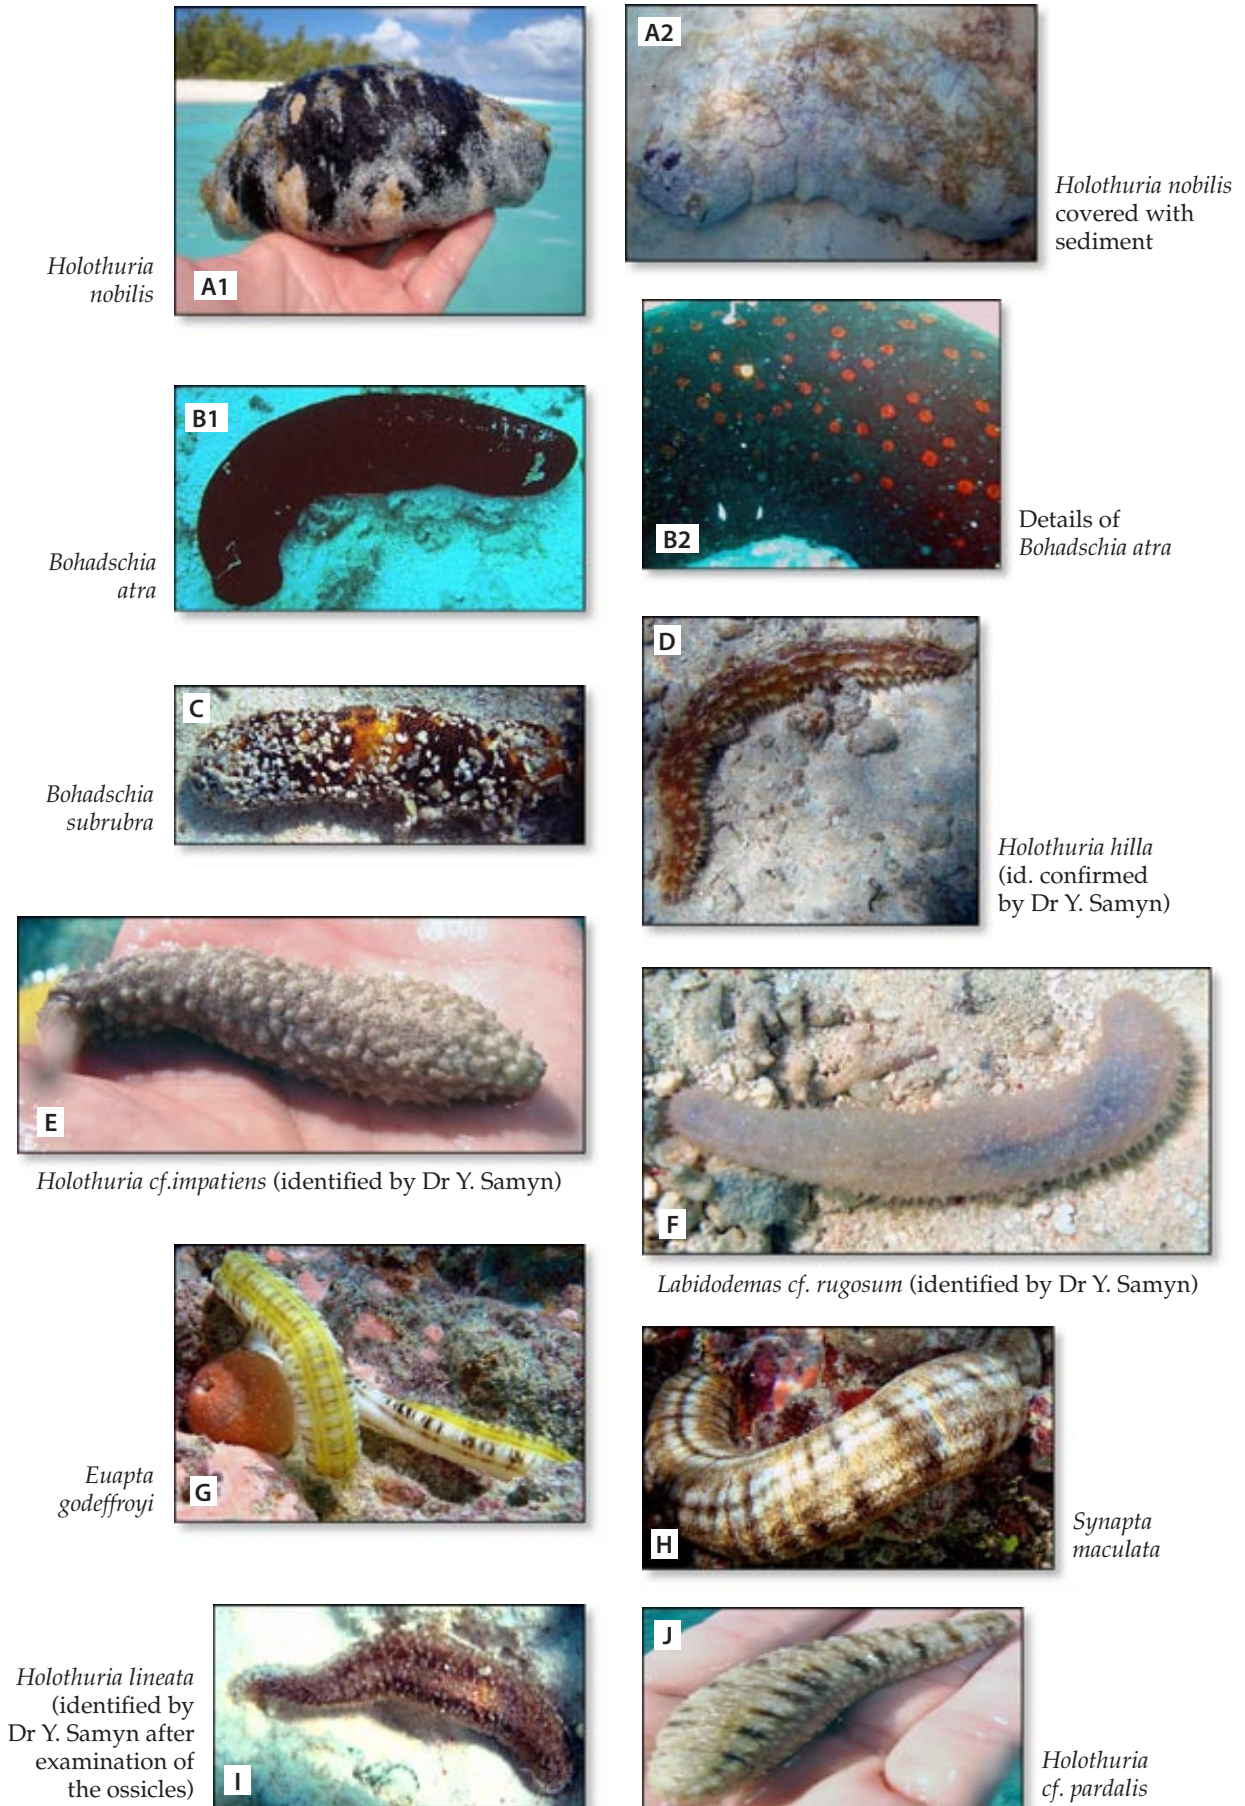 A1
Holothuria
nobilis
A2
Holothuria nobilis
covered with
sediment
B1
Bohadschia
atra
B2
Details of
Bohadschia atra
C
Bohadschia
subrubra
D
Holothuria hilla
(id. confirmed
by Dr Y. Samyn)
E
Holothuria cf.impatiens (identified by Dr Y. Samyn)
F
Labidodemas cf. rugosum (identified by Dr Y. Samyn)
G
Euapta
godeffroyi
H
Synapta
maculata
I
Holothuria lineata
(identified by
Dr Y. Samyn after
examination of
the ossicles)
J
Holothuria
cf. pardalis